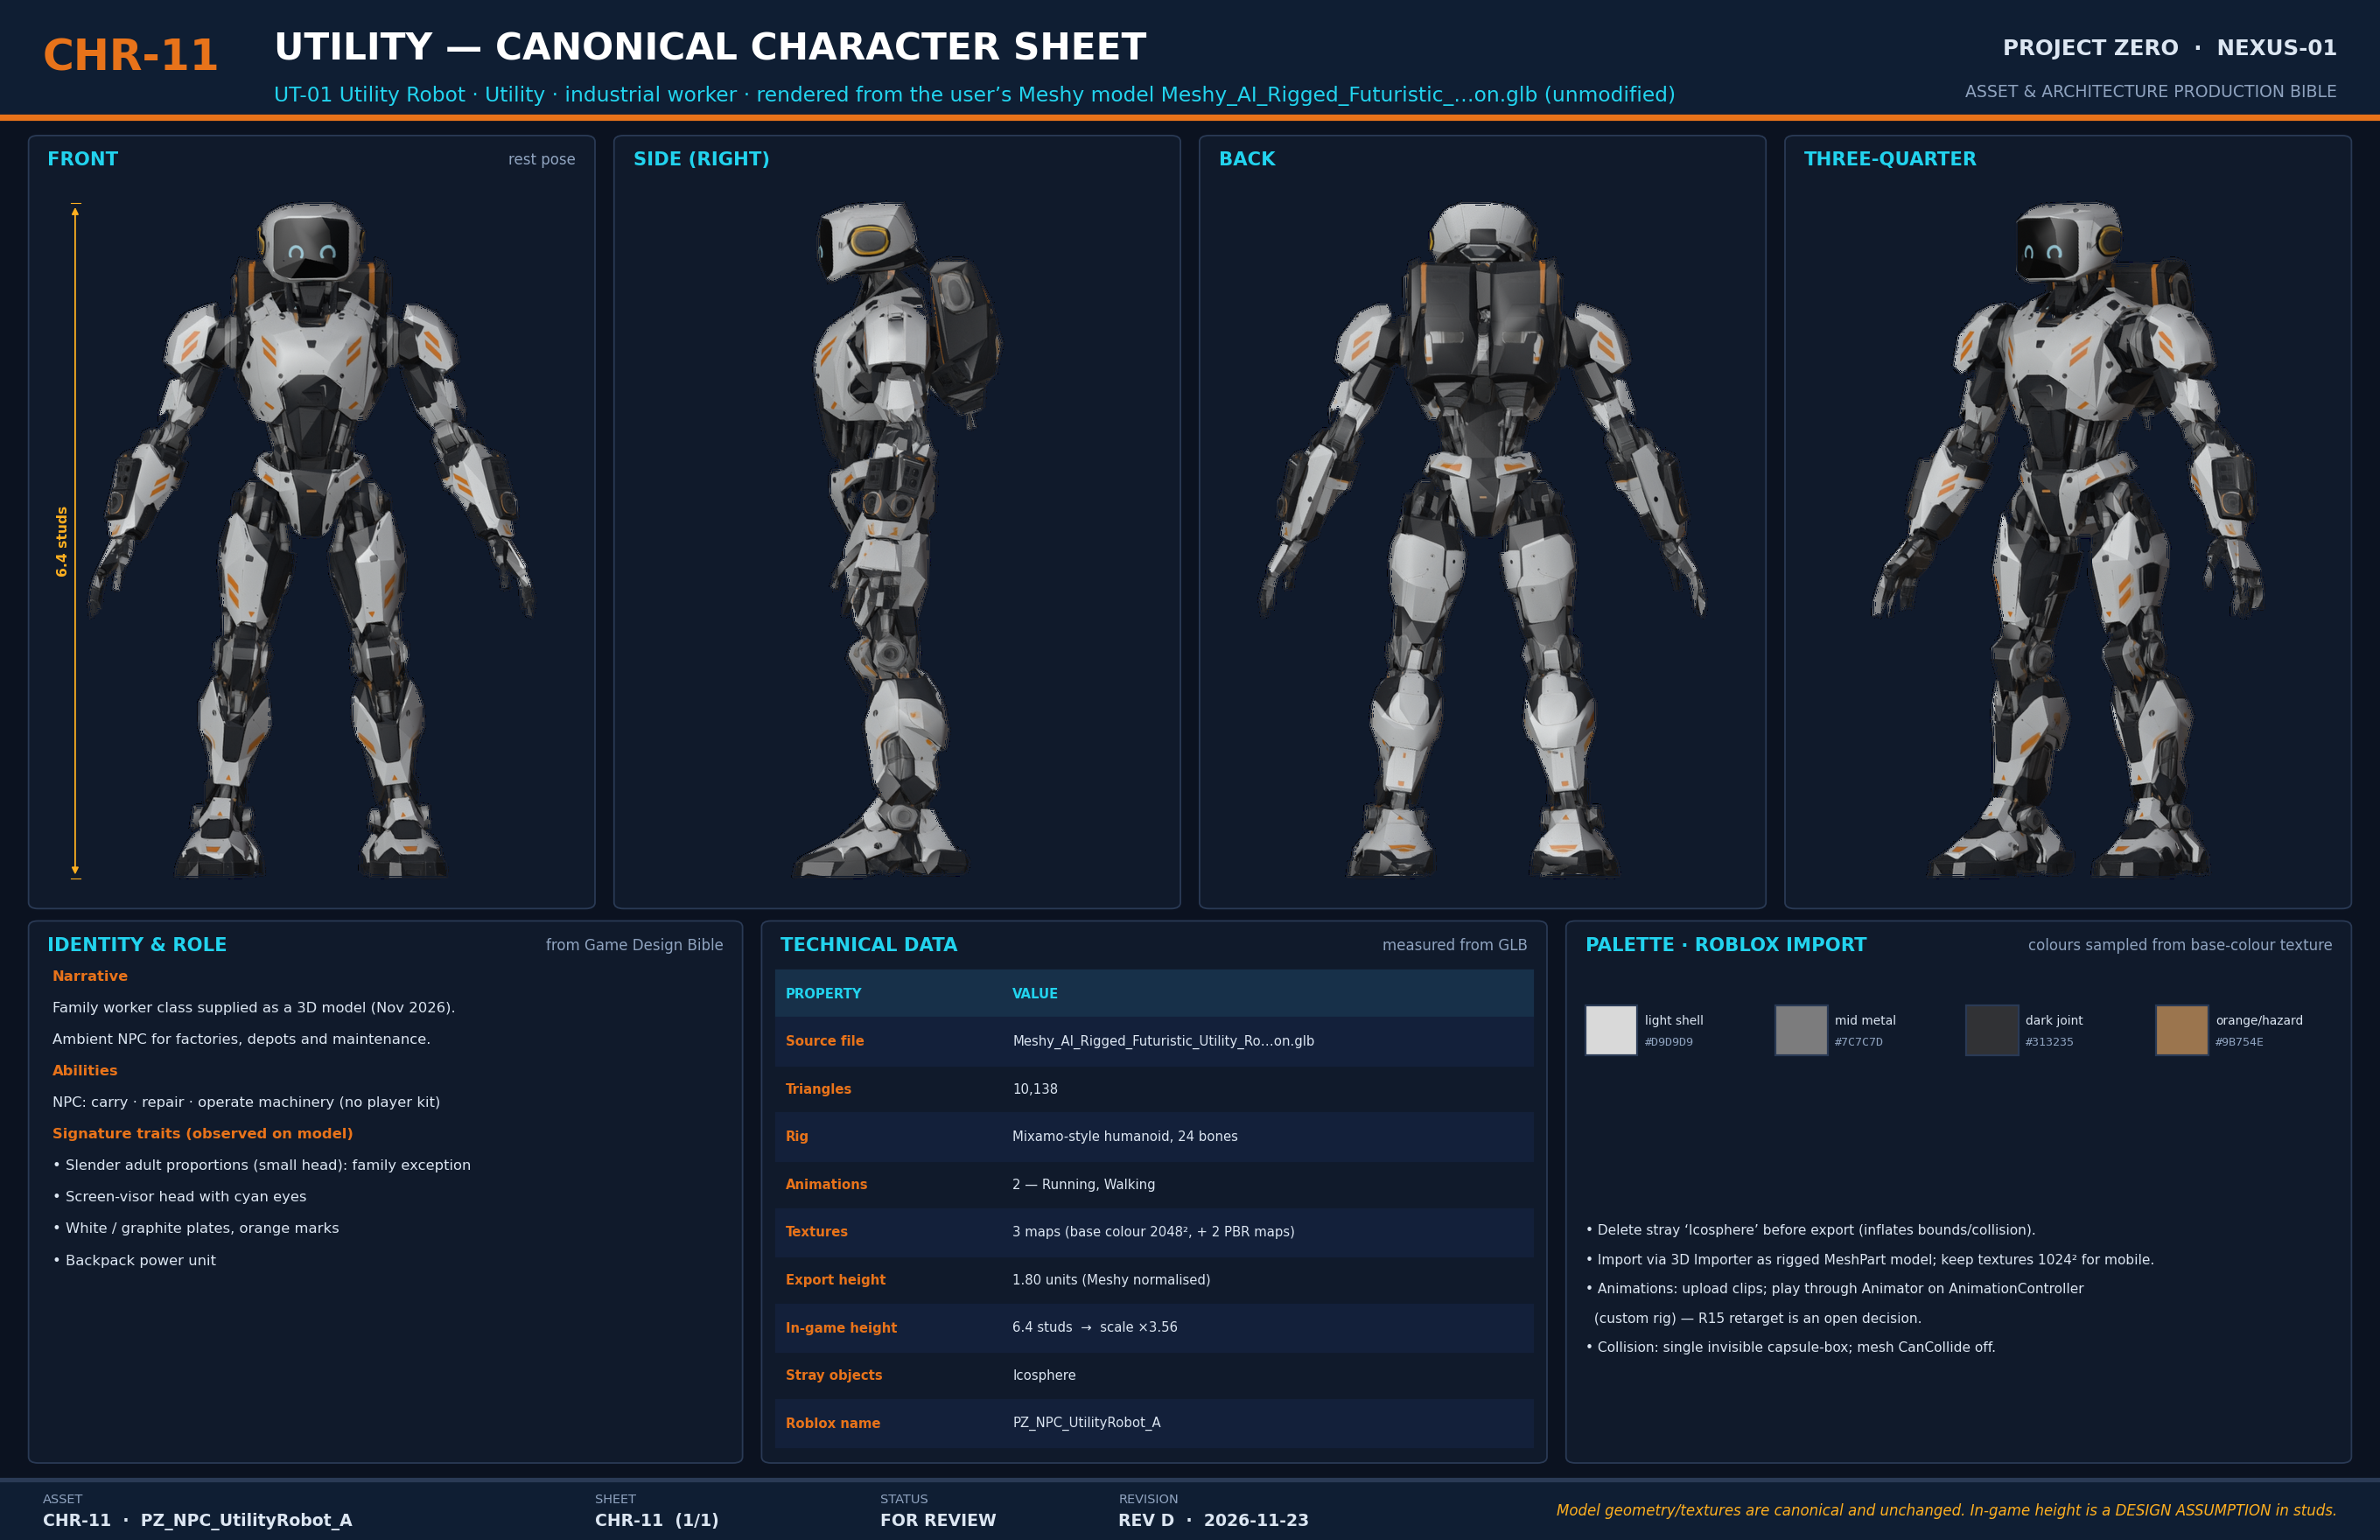 CHR-11
UTILITY — CANONICAL CHARACTER SHEET
UT-01 Utility Robot · Utility · industrial worker · rendered from the user’s Meshy model Meshy_AI_Rigged_Futuristic_…on.glb (unmodified)
PROJECT ZERO · NEXUS-01
ASSET & ARCHITECTURE PRODUCTION BIBLE
FRONT
rest pose
6.4 studs
SIDE (RIGHT)
BACK
THREE-QUARTER
IDENTITY & ROLE
from Game Design Bible
Narrative
Family worker class supplied as a 3D model (Nov 2026).
Ambient NPC for factories, depots and maintenance.
Abilities
NPC: carry · repair · operate machinery (no player kit)
Signature traits (observed on model)
• Slender adult proportions (small head): family exception
• Screen-visor head with cyan eyes
• White / graphite plates, orange marks
• Backpack power unit
TECHNICAL DATA
measured from GLB
PROPERTY VALUE
Source file Meshy_AI_Rigged_Futuristic_Utility_Ro…on.glb
Triangles 10,138
Rig Mixamo-style humanoid, 24 bones
Animations 2 — Running, Walking
Textures 3 maps (base colour 2048², + 2 PBR maps)
Export height 1.80 units (Meshy normalised)
In-game height 6.4 studs → scale ×3.56
Stray objects Icosphere
Roblox name PZ_NPC_UtilityRobot_A
PALETTE · ROBLOX IMPORT
colours sampled from base-colour texture
light shell
#D9D9D9
mid metal
#7C7C7D
dark joint
#313235
orange/hazard
#9B754E
• Delete stray ‘Icosphere’ before export (inflates bounds/collision).
• Import via 3D Importer as rigged MeshPart model; keep textures 1024² for mobile.
• Animations: upload clips; play through Animator on AnimationController
(custom rig) — R15 retarget is an open decision.
• Collision: single invisible capsule-box; mesh CanCollide off.
ASSET
CHR-11 · PZ_NPC_UtilityRobot_A
SHEET
CHR-11 (1/1)
STATUS
FOR REVIEW
REVISION
REV D · 2026-11-23
Model geometry/textures are canonical and unchanged. In-game height is a DESIGN ASSUMPTION in studs.